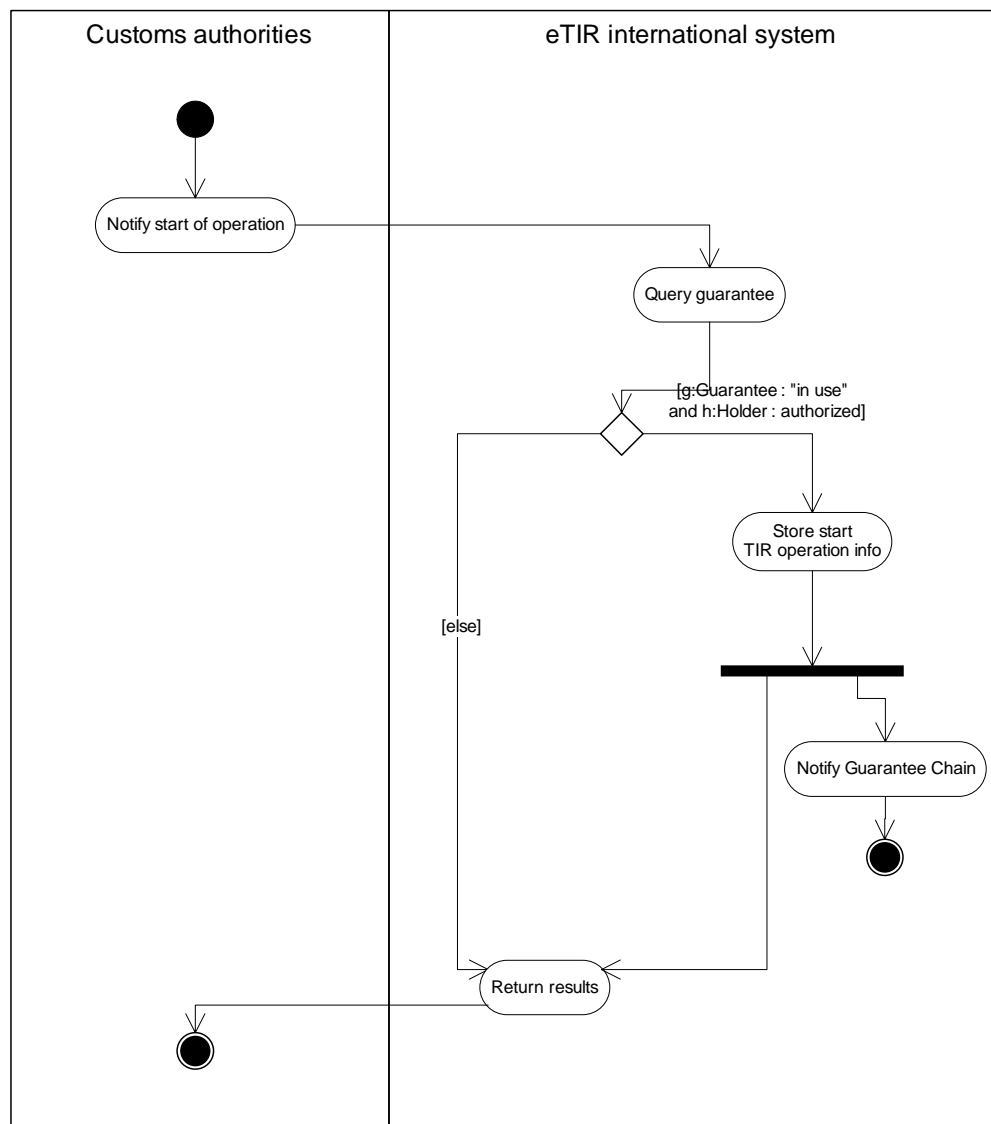 Customs authorities
eTIR international system
Notify start of operation
Query guarantee
[g:Guarantee : "in use"
and h:Holder : authorized]
Store start
TIR operation info
[else]
Notify Guarantee Chain
Return results